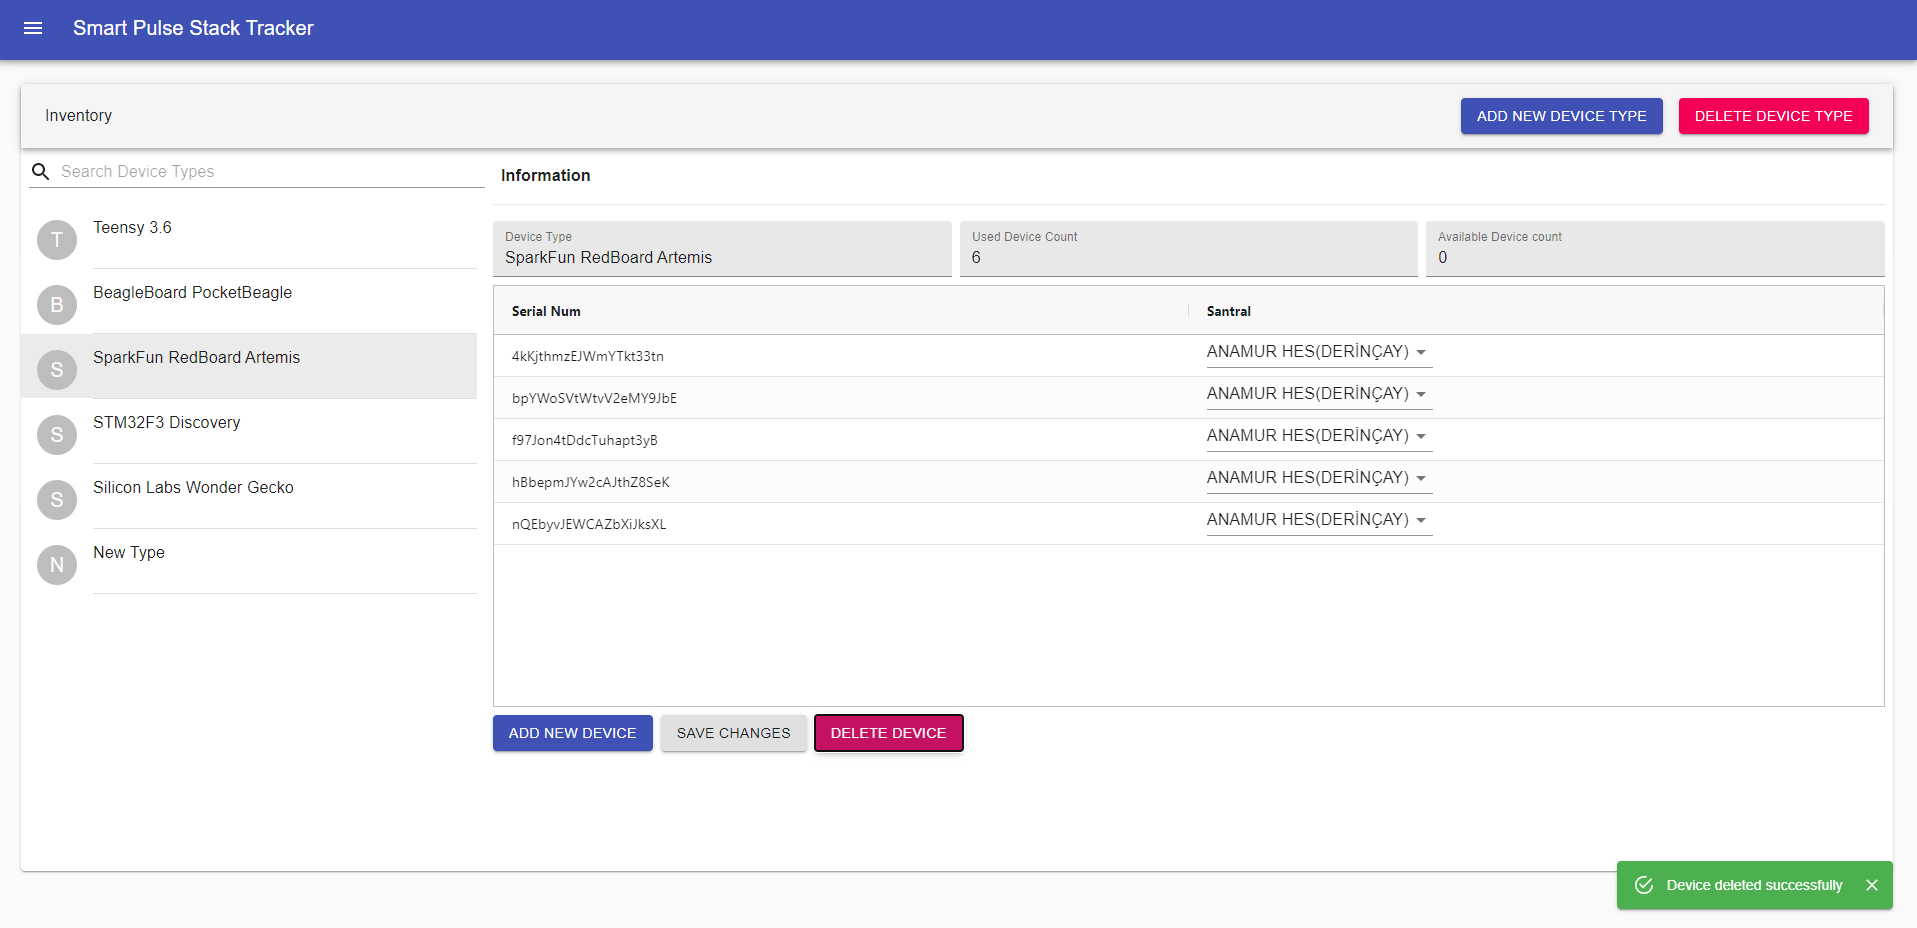 Smart Pulse Stack Tracker
Inventory
ADD NEW DEVICE TYPE
DELETE DEVICE TYPE
Search Device Types
T
Teensy 3.6
B
BeagleBoard PocketBeagle
S
SparkFun RedBoard Artemis
S
STM32F3 Discovery
S
Silicon Labs Wonder Gecko
N
New Type
Information
Device Type
SparkFun RedBoard Artemis
Used Device Count
6
Available Device count
0
Serial Num
Santral
4kKjthmzEJWmYTkt33tn
ANAMUR HES(DERİNÇAY)
bpYWoSVtWtvV2eMY9JbE
ANAMUR HES(DERİNÇAY)
f97Jon4tDdcTuhapt3yB
ANAMUR HES(DERİNÇAY)
hBbepmJYw2cAJthZ8SeK
ANAMUR HES(DERİNÇAY)
nQEbyvJEWCAZbXiJksXL
ANAMUR HES(DERİNÇAY)
ADD NEW DEVICE
SAVE CHANGES
DELETE DEVICE
Device deleted successfully